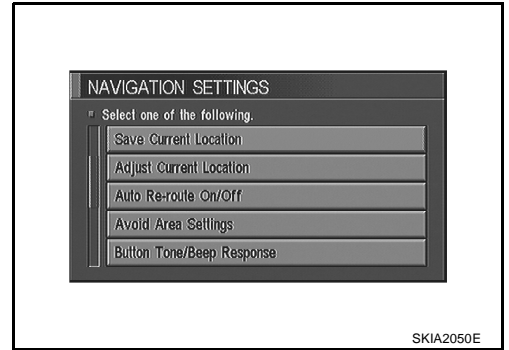 NAVIGATION SETTINGS
Select one of the following.
Save Current Location
Adjust Current Location
Auto Re-route On/Off
Avoid Area Settings
Button Tone/Beep Response
SKIA2050E